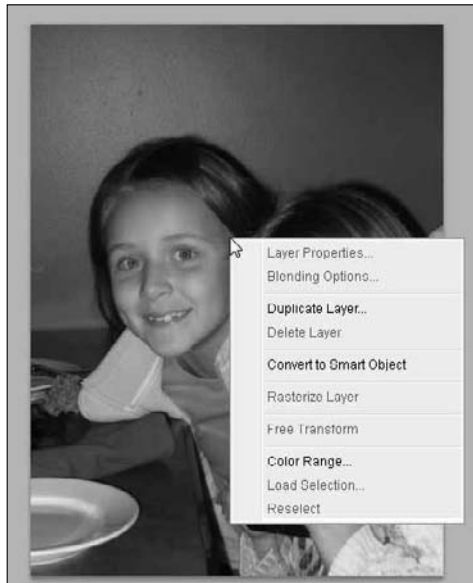 Layer Properties...
Blending Options...
Duplicate Layer...
Delete Layer
Convert to Smart Object
Rasterize Layer
Free Transform
Color Range...
Load Selection...
Reselect